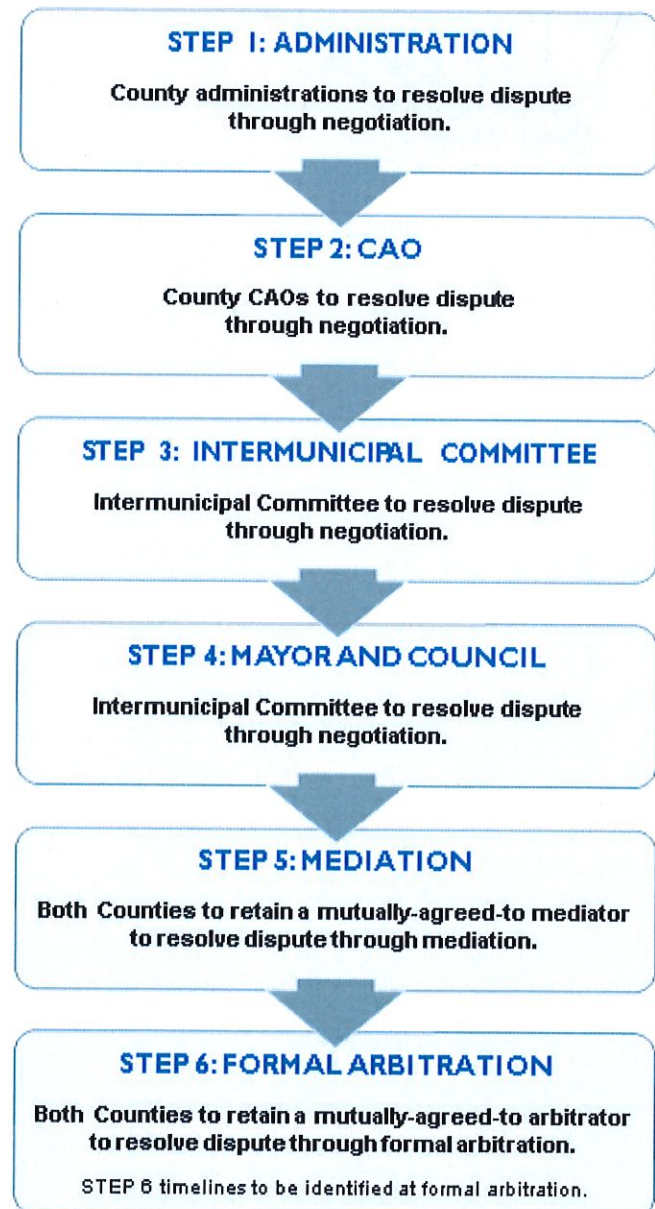 STEP 1: ADMINISTRATION
County administrations to resolve dispute
through negotiation.
STEP 2: CAO
County CAOs to resolve dispute
through negotiation.
STEP 3: INTERMUNICIPAL COMMITTEE
Intermunicipal Committee to resolve dispute
through negotiation.
STEP 4: MAYOR AND COUNCIL
Intermunicipal Committee to resolve dispute
through negotiation.
STEP 5: MEDIATION
Both Counties to retain a mutually-agreed-to mediator
to resolve dispute through mediation.
STEP 6: FORMAL ARBITRATION
Both Counties to retain a mutually-agreed-to arbitrator
to resolve dispute through formal arbitration.
STEP 6 timelines to be identified at formal arbitration.